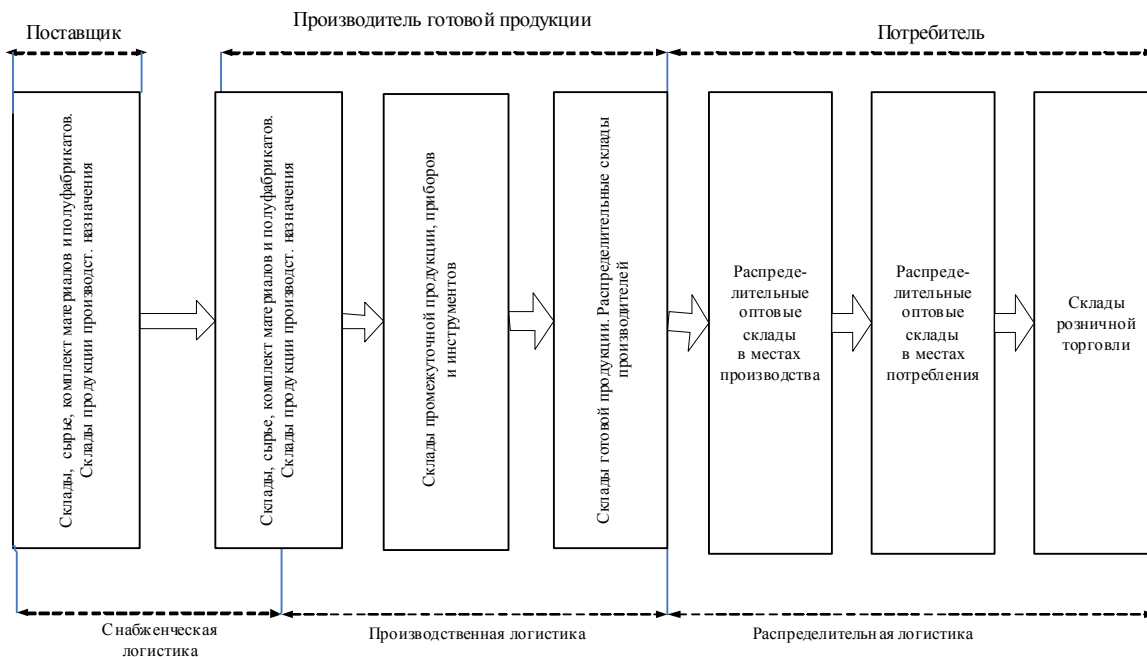 Поставщик
Производитель готовой продукции
Потребитель
Склады, сырье, комплект материалов и полуфабрикатов.
Склады продукции производст. назначения
Склады, сырье, комплект материалов и полуфабрикатов.
Склады продукции производст. назначения
Склады промежуточной продукции, приборов
и инструментов
Склады готовой продукции. Распределительные склады
производителей
Распреде-
лительные
оптовые
склады
в местах
производства
Распреде-
лительные
оптовые
склады
в местах
потребления
Склады
розничной
торговли
Снабженческая
логистика
Производственная логистика
Распределительная логистика